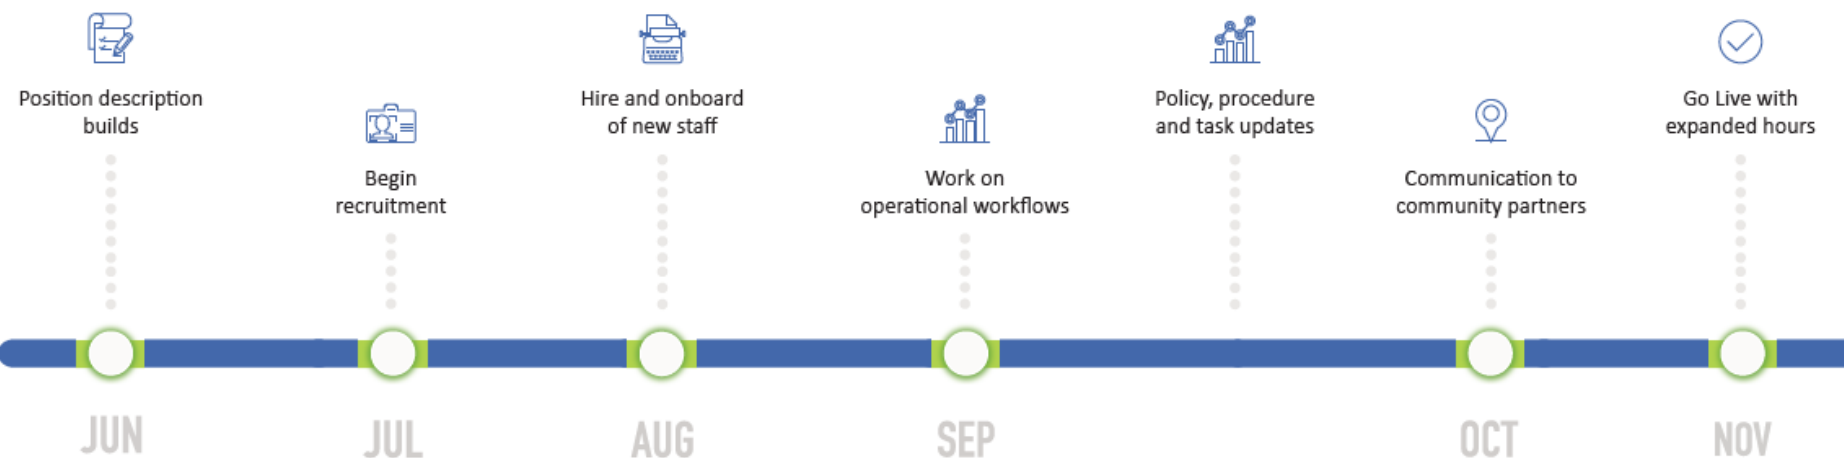 Position description
builds
Begin
recruitment
Hire and onboard
of new staff
Work on
operational workflows
Policy, procedure
and task updates
Communication to
community partners
Go Live with
expanded hours
JUN
JUL
AUG
SEP
OCT
NOV